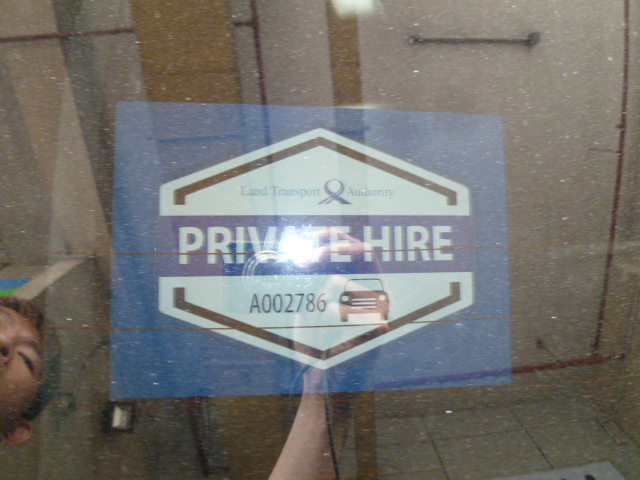 Land Transport Authority
PRIVATE HIRE
A002786